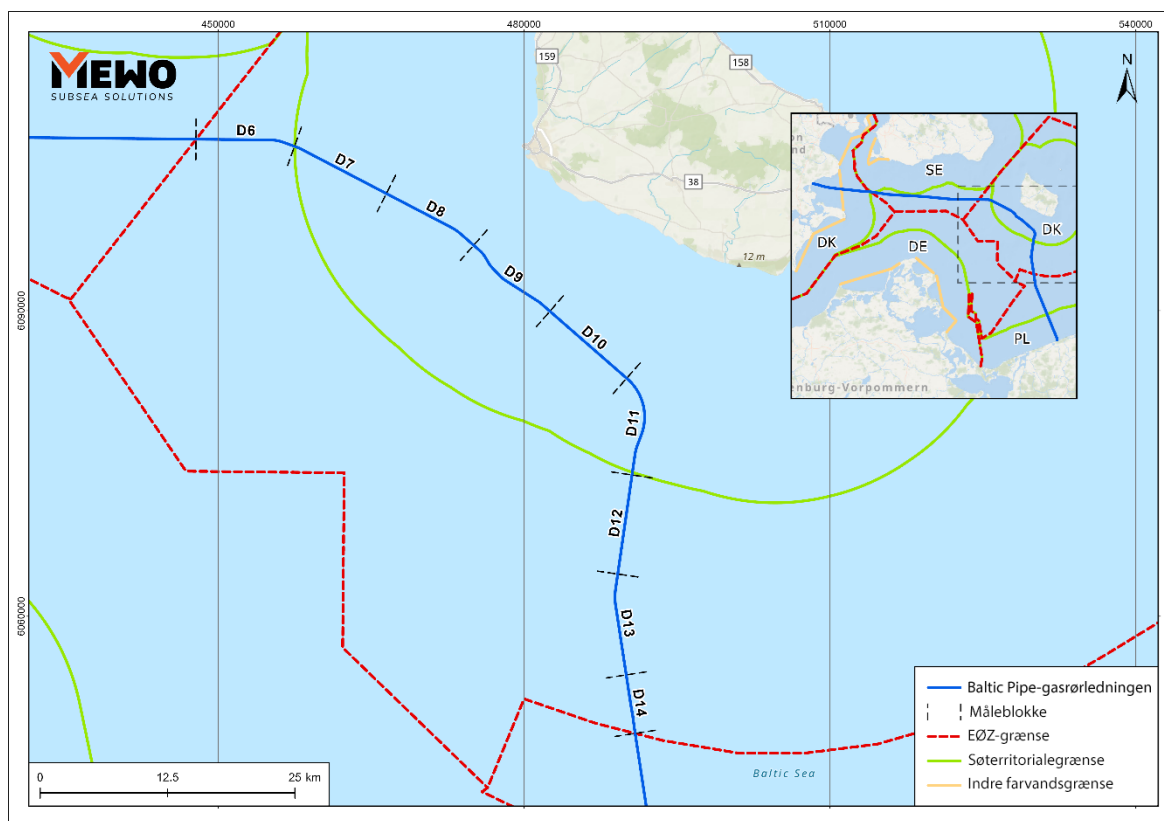 450000
480000
510000
540000
MEWO
SUBSEA SOLUTIONS
159
158
N
D6
D7
38
D8
12 m
D9
D10
D11
D12
D13
D14
6090000
6060000
SE
DK
DK
DE
PL
enburg-Vorpommern
Baltic Pipe-gasrørledningen
Måleblokke
EØZ-grænse
Søterritorialegrænse
Indre farvandsgrænse
Baltic Sea
0
12.5
25 km